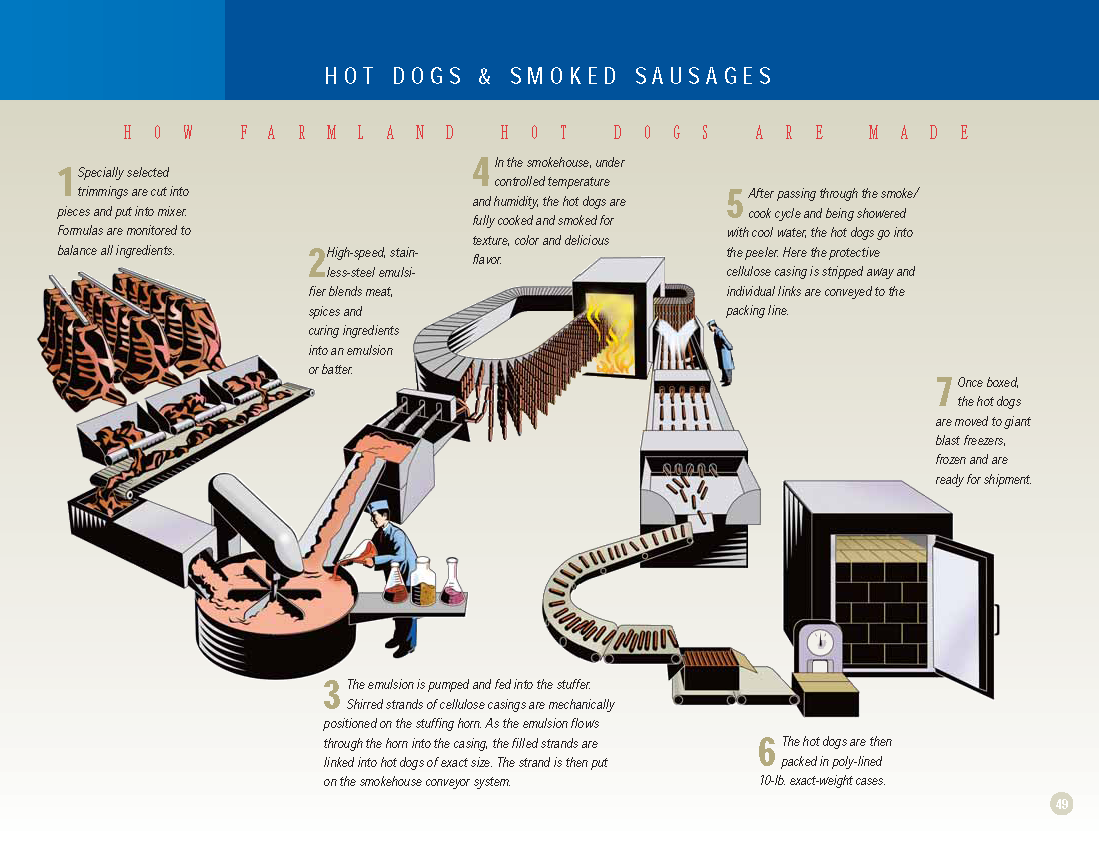 HOT DOGS & SMOKED SAUSAGES
HOW FARMLAND HOT DOGS ARE MADE
1 Specially selected
trimmings are cut into
pieces and put into mixer.
Formulas are monitored to
balance all ingredients.
2 High-speed, stain-
less-steel emulsi-
fier blends meat,
spices and
curing ingredients
into an emulsion
or batter.
3 The emulsion is pumped and fed into the stuffer.
Shirred strands of cellulose casings are mechanically
positioned on the stuffing horn. As the emulsion flows
through the horn into the casing, the filled strands are
linked into hot dogs of exact size. The strand is then put
on the smokehouse conveyor system.
4 In the smokehouse, under
controlled temperature
and humidity, the hot dogs are
fully cooked and smoked for
texture, color and delicious
flavor.
5 After passing through the smoke/
cook cycle and being showered
with cool water, the hot dogs go into
the peeler. Here the protective
cellulose casing is stripped away and
individual links are conveyed to the
packing line.
6 The hot dogs are then
packed in poly-lined
10-lb. exact-weight cases.
7 Once boxed,
the hot dogs
are moved to giant
blast freezers,
frozen and are
ready for shipment.
49